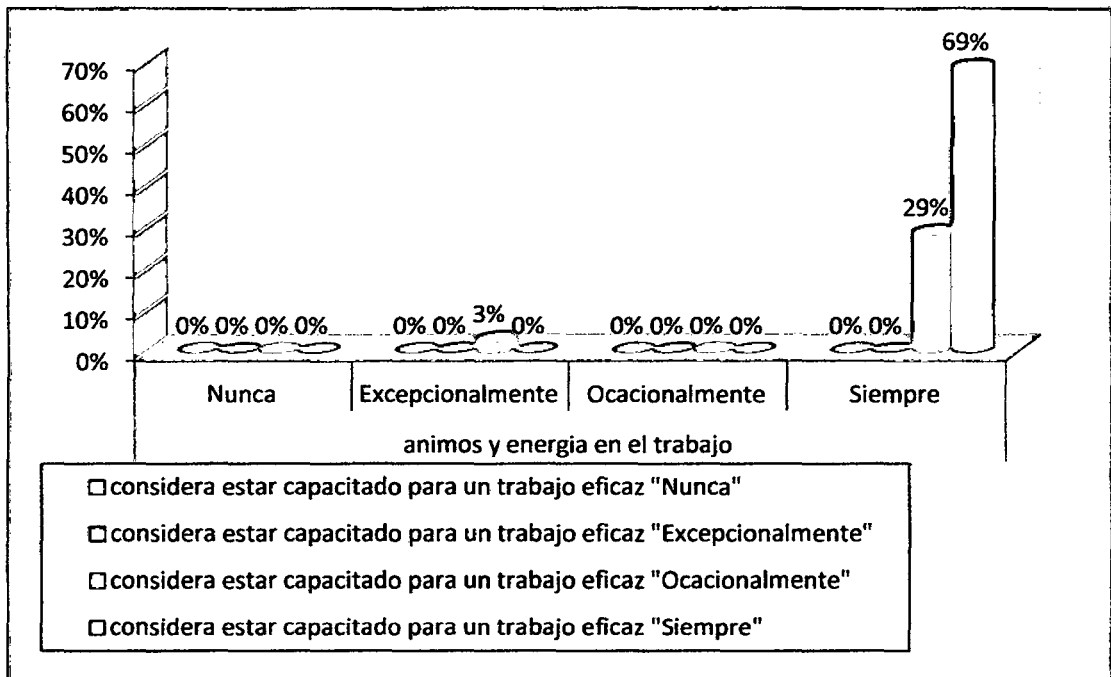 69%
70%
60%
50%
40%
29%
30%
20%
10%
0% 0% 0% 0% 0% 0% 3% 0% 0% 0% 0% 0% 0% 0%
0%
Nunca Excepcionalmente Ocacionalmente Siempre
animos y energia en el trabajo
considera estar capacitado para un trabajo eficaz "Nunca"
considera estar capacitado para un trabajo eficaz "Excepcionalmente"
considera estar capacitado para un trabajo eficaz "Ocacionalmente"
considera estar capacitado para un trabajo eficaz "Siempre"